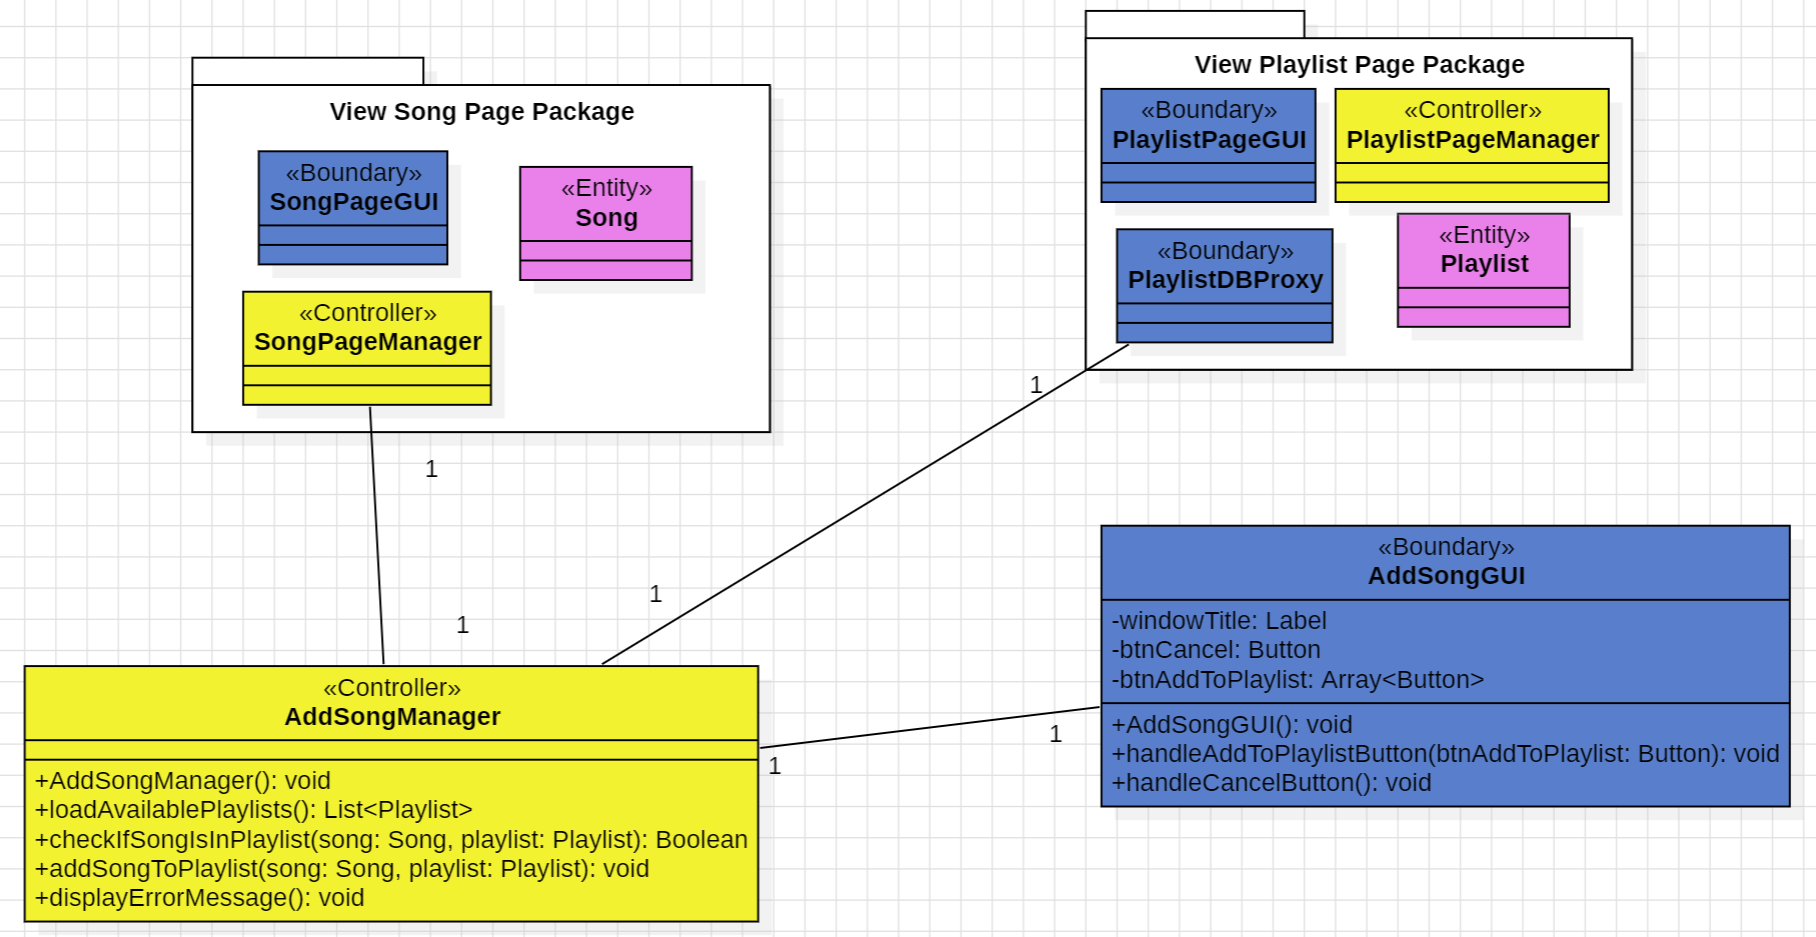 View Song Page Package
«Boundary»
SongPageGUI
«Entity»
Song
«Controller»
SongPageManager
View Playlist Page Package
«Boundary»
PlaylistPageGUI
«Controller»
PlaylistPageManager
«Boundary»
PlaylistDBProxy
«Entity»
Playlist
1
1
1
1
«Controller»
AddSongManager
+AddSongManager(): void
+loadAvailablePlaylists(): List<Playlist>
+checkIfSongIsInPlaylist(song: Song, playlist: Playlist): Boolean
+addSongToPlaylist(song: Song, playlist: Playlist): void
+displayErrorMessage(): void
1
1
«Boundary»
AddSongGUI
-windowTitle: Label
-btnCancel: Button
-btnAddToPlaylist: Array<Button>
+AddSongGUI(): void
+handleAddToPlaylistButton(btnAddToPlaylist: Button): void
+handleCancelButton(): void